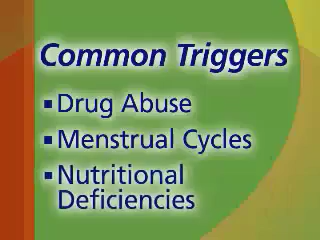 Common Triggers
▪ Drug Abuse
▪ Menstrual Cycles
▪ Nutritional
Deficiencies